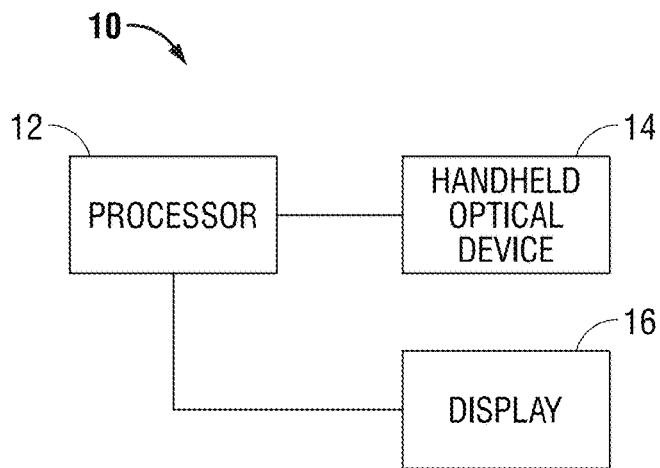 10
12
14
PROCESSOR
HANDHELD
OPTICAL
DEVICE
16
DISPLAY